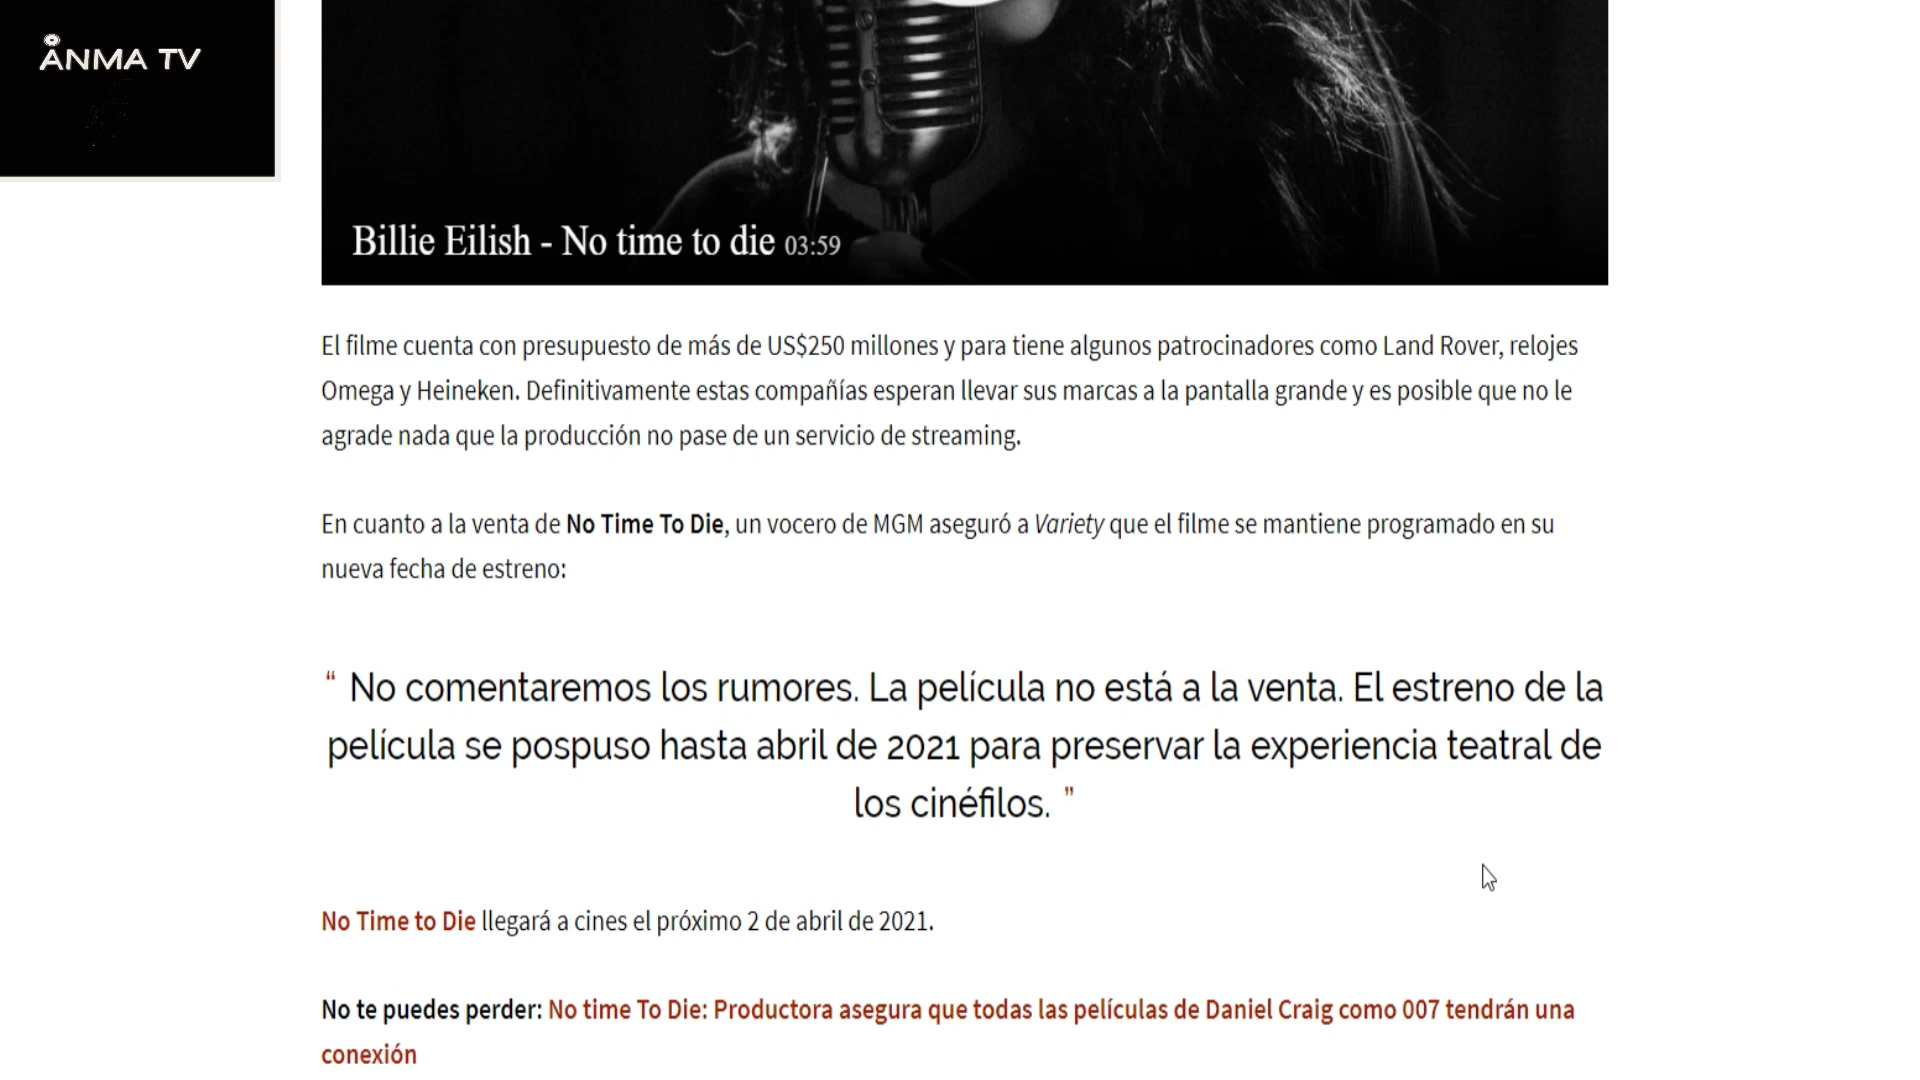 ÅNMA TV
Billie Eilish - No time to die 03:59
El filme cuenta con presupuesto de más de US$250 millones y para tiene algunos patrocinadores como Land Rover, relojes
Omega y Heineken. Definitivamente estas compañías esperan llevar sus marcas a la pantalla grande y es posible que no le
agrade nada que la producción no pase de un servicio de streaming.
En cuanto a la venta de No Time To Die, un vocero de MGM aseguró a Variety que el filme se mantiene programado en su
nueva fecha de estreno:
“ No comentaremos los rumores. La película no está a la venta. El estreno de la
película se pospuso hasta abril de 2021 para preservar la experiencia teatral de
los cinéfilos. ”
No Time to Die llegará a cines el próximo 2 de abril de 2021.
No te puedes perder: No time To Die: Productora asegura que todas las películas de Daniel Craig como 007 tendrán una
conexión